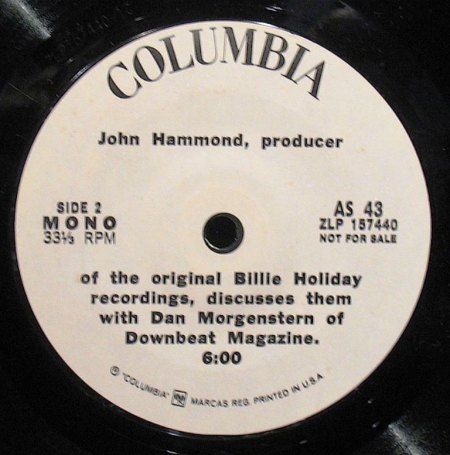 COLUMBIA
John Hammond, producer
SIDE 2
MONO
33⅓ RPM
AS 43
ZLP 157440
NOT FOR SALE
of the original Billie Holiday
recordings, discusses them
with Dan Morgenstern of
Downbeat Magazine.
6:00
℗ "COLUMBIA" MARCAS REG. PRINTED IN U.S.A.